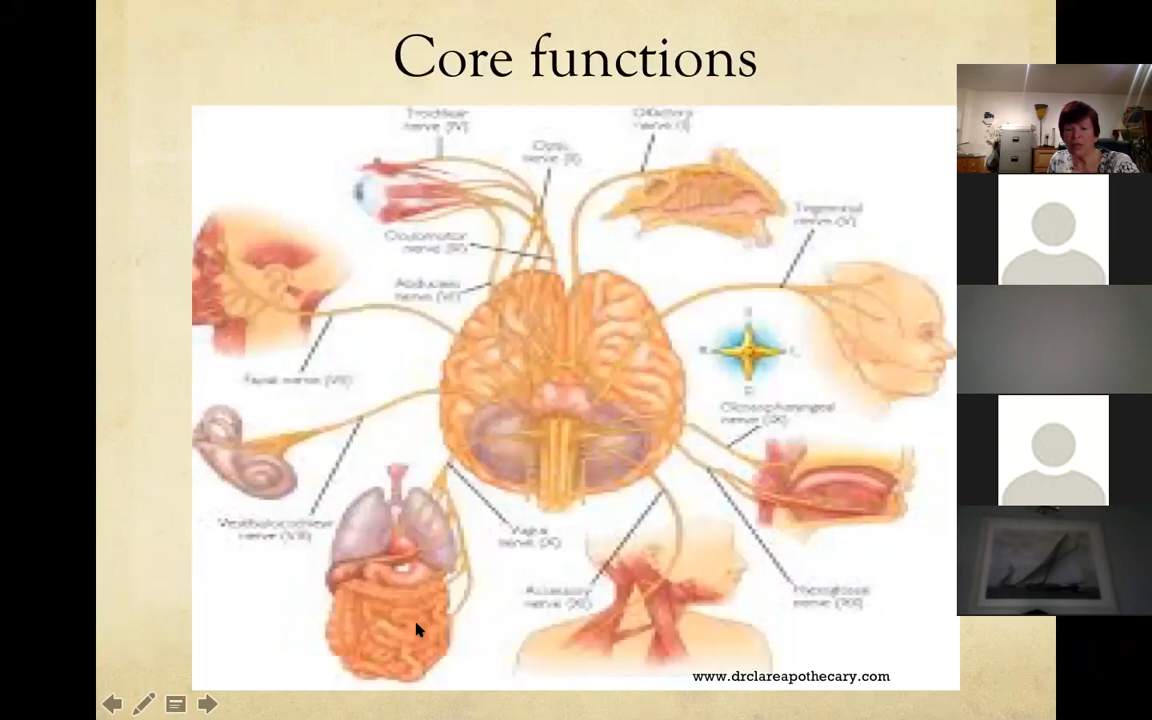 Core functions
Trochlear
nerve (IV)
Olfactory
nerve (I)
Optic
nerve (II)
Trigeminal
nerve (V)
Oculomotor
nerve (III)
Abducens
nerve (VI)
Facial nerve (VII)
Glossopharyngeal
nerve (IX)
Vestibulocochlear
nerve (VIII)
Vagus
nerve (X)
Accessory
nerve (XI)
Hypoglossal
nerve (XII)
www.drclareapothecary.com